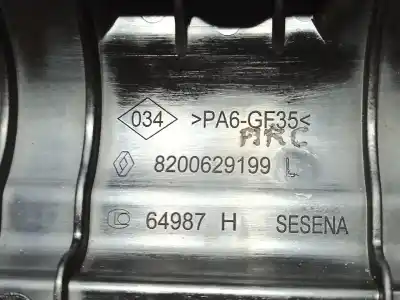 034 >PA6-GF35<
ARC
8200629199 L
64987 H SESENA